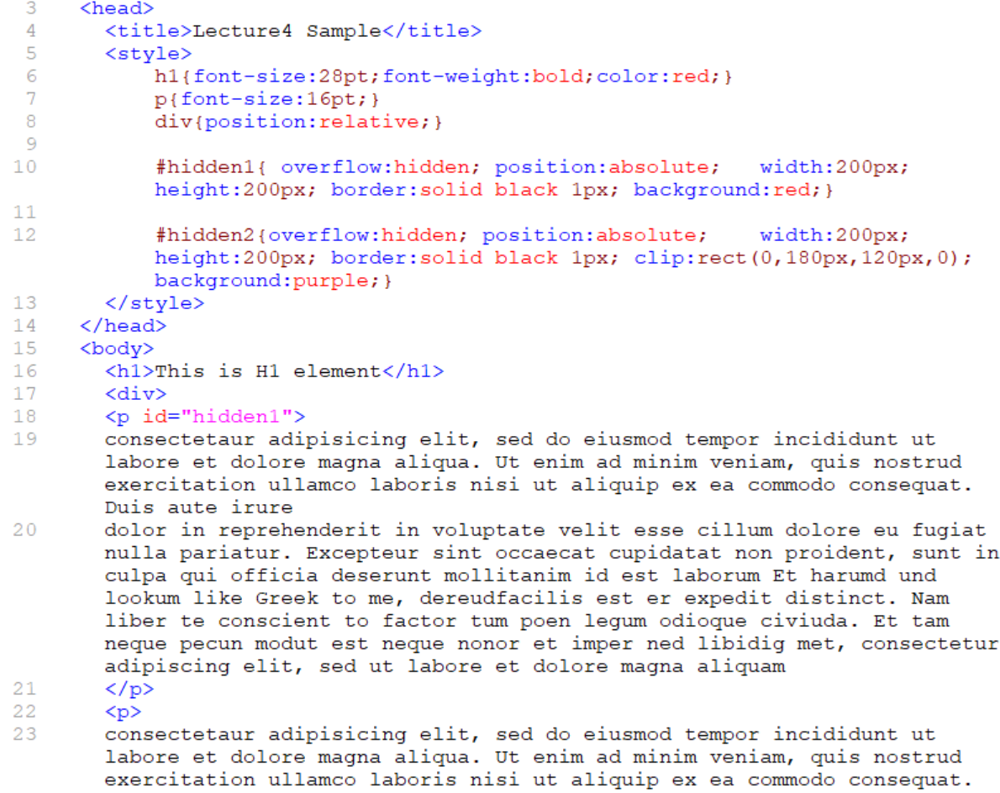 3 <head>
4 <title>Lecture4 Sample</title>
5 <style>
6 h1{font-size:28pt;font-weight:bold;color:red;}
7 p{font-size:16pt;}
8 div{position:relative;}
9
10 #hidden1{ overflow:hidden; position:absolute;   width:200px;
height:200px; border:solid black 1px; background:red;}
11
12 #hidden2{overflow:hidden; position:absolute;    width:200px;
height:200px; border:solid black 1px; clip:rect(0,180px,120px,0);
background:purple;}
13 </style>
14 </head>
15 <body>
16 <h1>This is H1 element</h1>
17 <div>
18 <p id="hidden1">
19 consectetaur adipisicing elit, sed do eiusmod tempor incididunt ut
labore et dolore magna aliqua. Ut enim ad minim veniam, quis nostrud
exercitation ullamco laboris nisi ut aliquip ex ea commodo consequat.
Duis aute irure
20 dolor in reprehenderit in voluptate velit esse cillum dolore eu fugiat
nulla pariatur. Excepteur sint occaecat cupidatat non proident, sunt in
culpa qui officia deserunt mollitanim id est laborum Et harumd und
lookum like Greek to me, dereudfacilis est er expedit distinct. Nam
liber te conscient to factor tum poen legum odioque civiuda. Et tam
neque pecun modut est neque nonor et imper ned libidig met, consectetur
adipiscing elit, sed ut labore et dolore magna aliquam
21 </p>
22 <p>
23 consectetaur adipisicing elit, sed do eiusmod tempor incididunt ut
labore et dolore magna aliqua. Ut enim ad minim veniam, quis nostrud
exercitation ullamco laboris nisi ut aliquip ex ea commodo consequat.